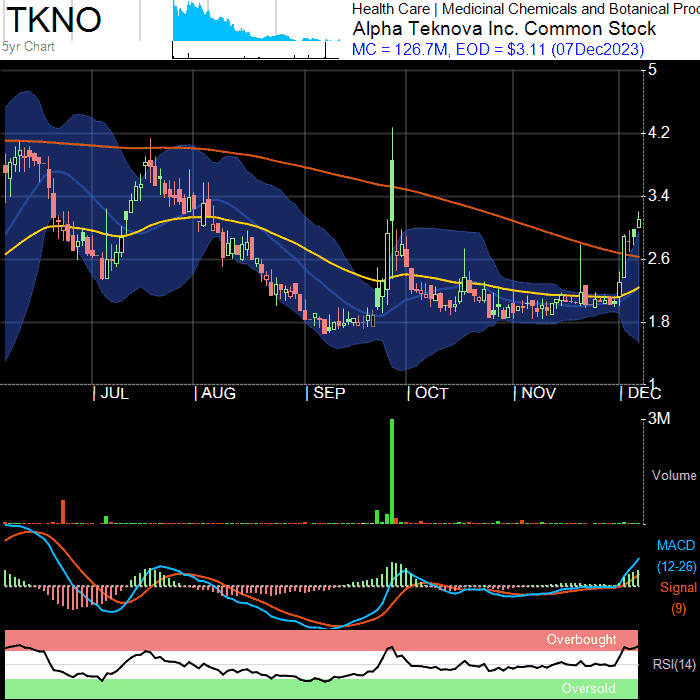 TKNO
5yr Chart
Health Care | Medicinal Chemicals and Botanical Proc
Alpha Teknova Inc. Common Stock
MC = 126.7M, EOD = $3.11 (07Dec2023)
5
4.2
3.4
2.6
1.8
1
| JUL | AUG | SEP | OCT | NOV | DEC
3M
Volume
MACD
(12-26)
Signal
(9)
Overbought
RSI(14)
Oversold